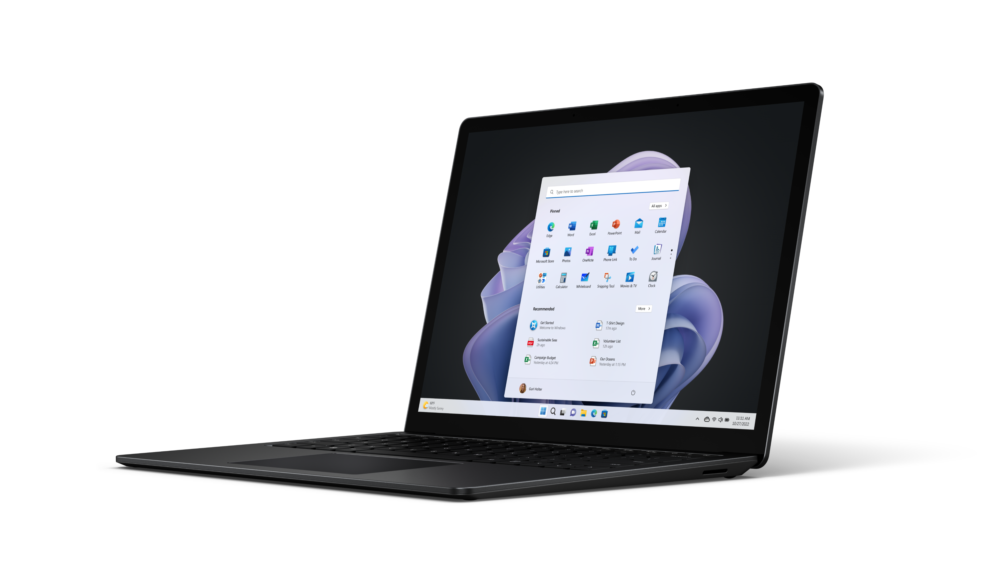 Type here to search
All apps >
Pinned
Edge
Word
Excel
PowerPoint
Mail
Calendar
Microsoft Store
Photos
OneNote
Phone Link
To Do
Journal
Utilities
Calculator
Whiteboard
Snipping Tool
Movies & TV
Clock
Recommended
More >
Get Started
Welcome to Windows
T-Shirt Design
17m ago
Sustainable Seas
2h ago
PDF
Volunteer List
12h ago
Campaign Budget
Yesterday at 4:24 PM
Our Oceans
Yesterday at 1:15 PM
Guri Holter
68°F
Mostly Sunny
11:11 AM
10/27/2022